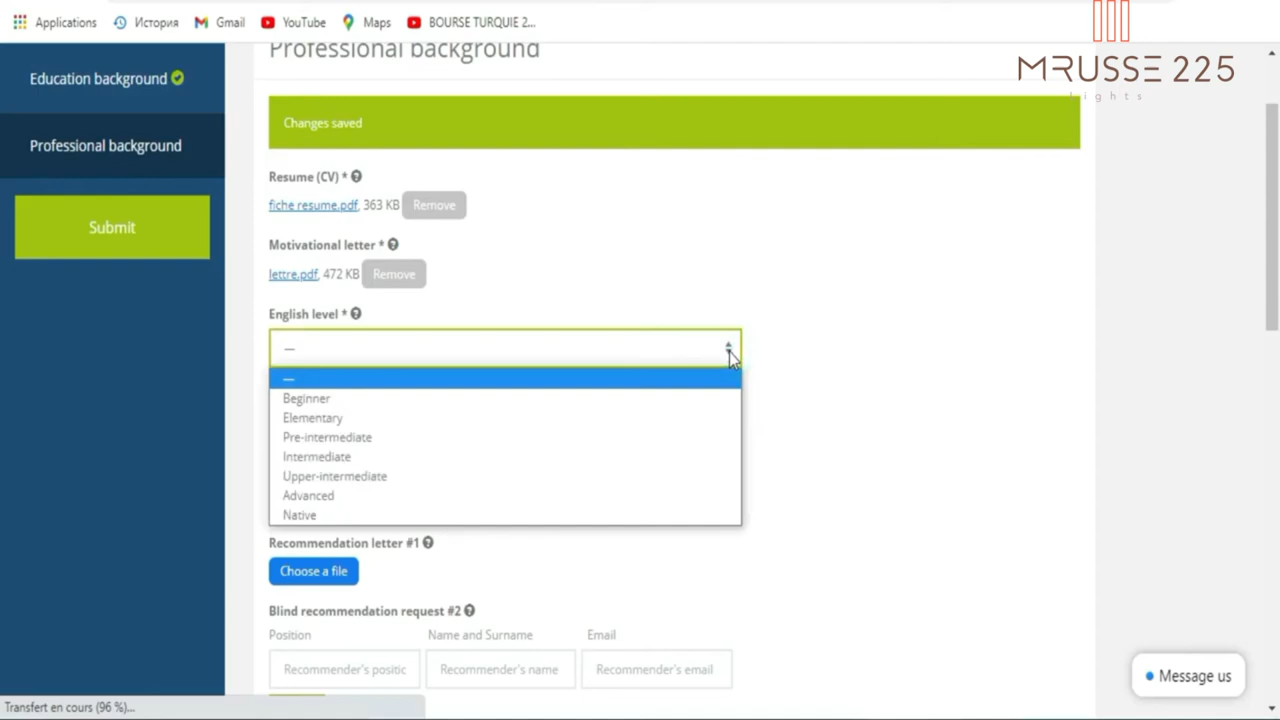 Applications
История
Gmail
YouTube
Maps
BOURSE TURQUIE 2...
MRUSSE 225
Lights
Professional background
Education background
Professional background
Submit
Changes saved
Resume (CV) *
fiche resume.pdf, 363 KB Remove
Motivational letter *
lettre.pdf, 472 KB Remove
English level *
—
—
Beginner
Elementary
Pre-intermediate
Intermediate
Upper-intermediate
Advanced
Native
Recommendation letter #1
Choose a file
Blind recommendation request #2
Position Name and Surname Email
Recommender's positic Recommender's name Recommender's email
Message us
Transfert en cours (96 %)...